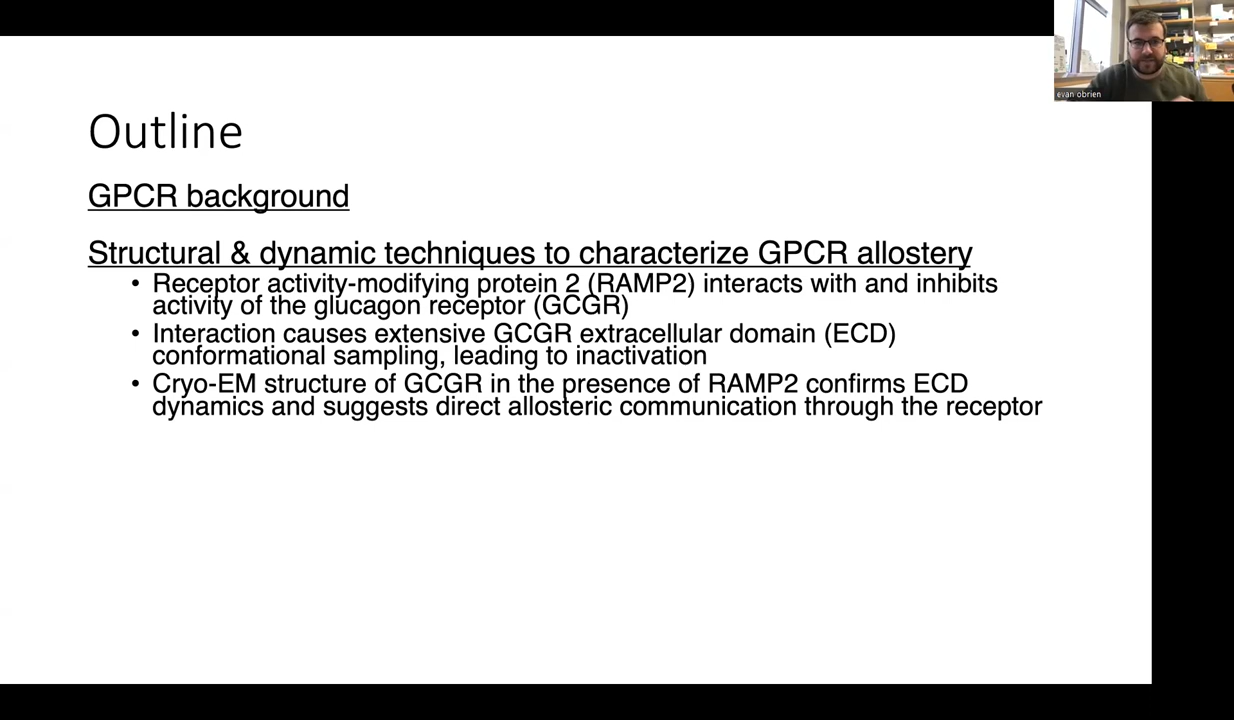 evan obrien
Outline
GPCR background
Structural & dynamic techniques to characterize GPCR allostery
• Receptor activity-modifying protein 2 (RAMP2) interacts with and inhibits
activity of the glucagon receptor (GCGR)
• Interaction causes extensive GCGR extracellular domain (ECD)
conformational sampling, leading to inactivation
• Cryo-EM structure of GCGR in the presence of RAMP2 confirms ECD
dynamics and suggests direct allosteric communication through the receptor